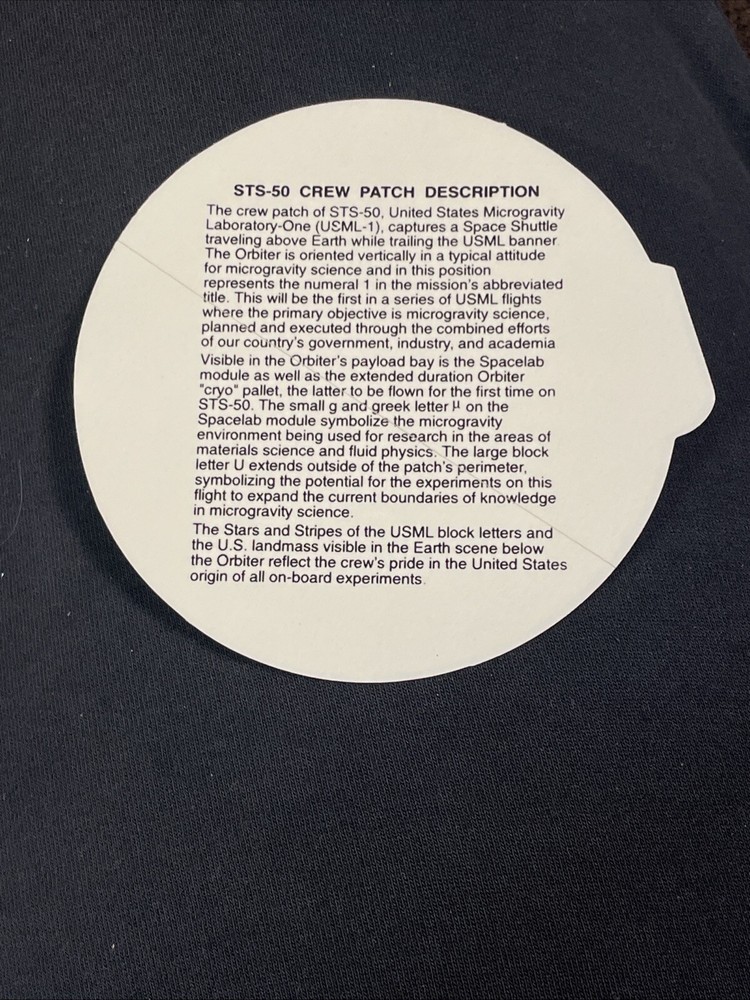 STS-50 CREW PATCH DESCRIPTION
The crew patch of STS-50, United States Microgravity
Laboratory-One (USML-1), captures a Space Shuttle
traveling above Earth while trailing the USML banner
The Orbiter is oriented vertically in a typical attitude
for microgravity science and in this position
represents the numeral 1 in the mission's abbreviated
title. This will be the first in a series of USML flights
where the primary objective is microgravity science,
planned and executed through the combined efforts
of our country's government, industry, and academia
Visible in the Orbiter's payload bay is the Spacelab
module as well as the extended duration Orbiter
"cryo" pallet, the latter to be flown for the first time on
STS-50. The small g and greek letter μ on the
Spacelab module symbolize the microgravity
environment being used for research in the areas of
materials science and fluid physics. The large block
letter U extends outside of the patch's perimeter,
symbolizing the potential for the experiments on this
flight to expand the current boundaries of knowledge
in microgravity science.
The Stars and Stripes of the USML block letters and
the U.S. landmass visible in the Earth scene below
the Orbiter reflect the crew's pride in the United States
origin of all on-board experiments.